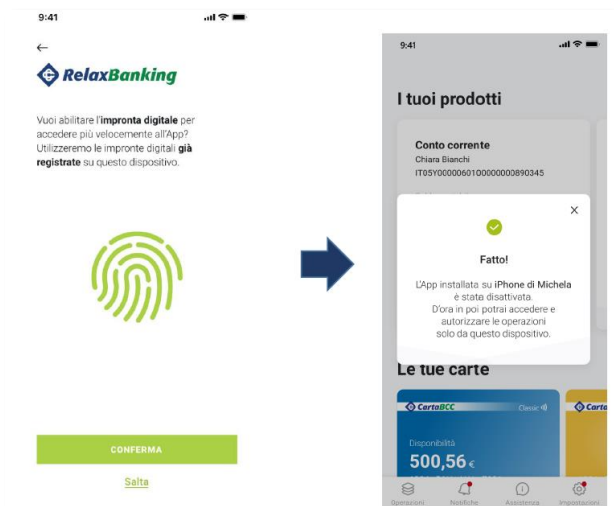 9:41
←
RelaxBanking
Vuoi abilitare l'impronta digitale per
accedere più velocemente all'App?
Utilizzeremo le impronte digitali già
registrate su questo dispositivo.
CONFERMA
Salta
9:41
I tuoi prodotti
Conto corrente
Chiara Bianchi
IT05Y0000060100000000890345
Fatto!
L'App installata su iPhone di Michela
è stata disattivata.
D'ora in poi potrai accedere e
autorizzare le operazioni
solo da questo dispositivo.
Le tue carte
CartaBCC
Classic
Carta
Disponibilità
500,56 €
Operazioni
Notifiche
Assistenza
Impostazioni